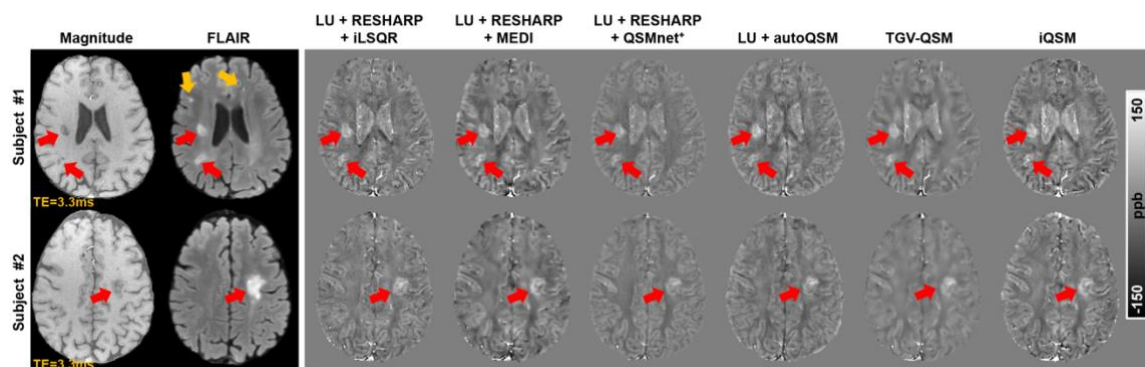 Magnitude
FLAIR
LU + RESHARP
+ iLSQR
LU + RESHARP
+ MEDI
LU + RESHARP
+ QSMnet⁺
LU + autoQSM
TGV-QSM
iQSM
Subject #1
TE=3.3ms
Subject #2
TE=3.3ms
150
ppb
-150